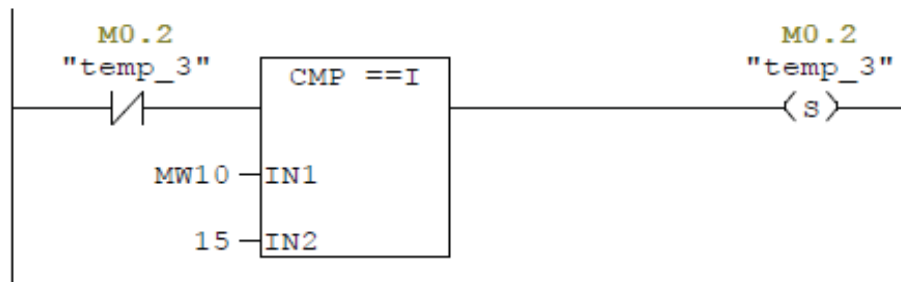 M0.2 M0.2
"temp_3" "temp_3"
CMP ==I
S
MW10 IN1
15 IN2